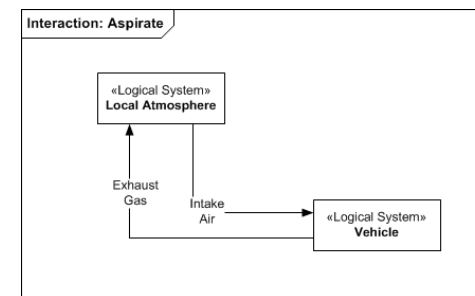 Interaction: Aspirate
«Logical System»
Local Atmosphere
Exhaust
Gas
Intake
Air
«Logical System»
Vehicle